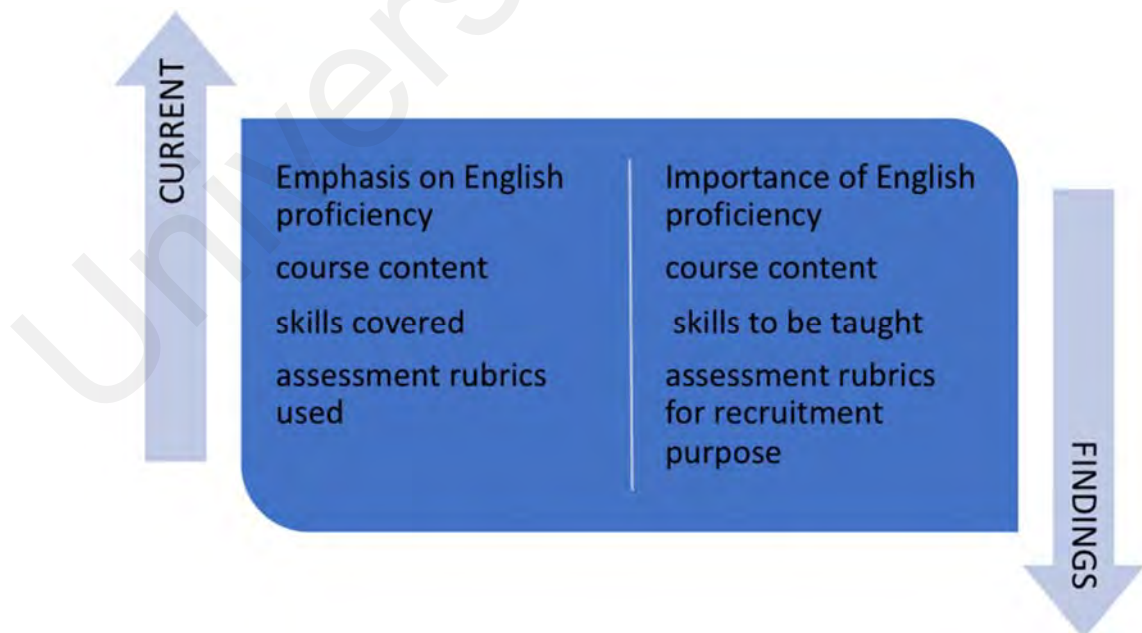 CURRENT
Emphasis on English
proficiency
course content
skills covered
assessment rubrics
used
Importance of English
proficiency
course content
skills to be taught
assessment rubrics
for recruitment
purpose
FINDINGS
Univers